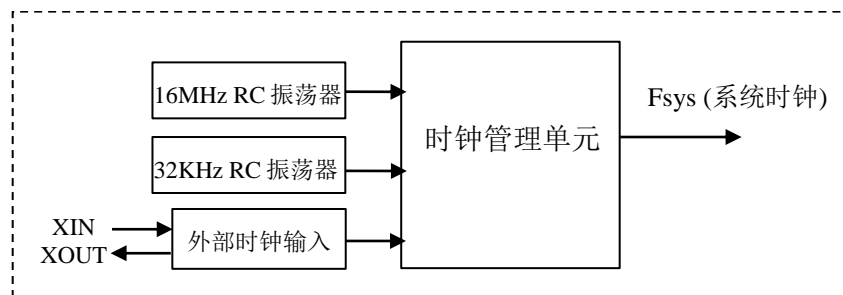 16MHz RC 振荡器
32KHz RC 振荡器
XIN
XOUT
外部时钟输入
时钟管理单元
Fsys (系统时钟)